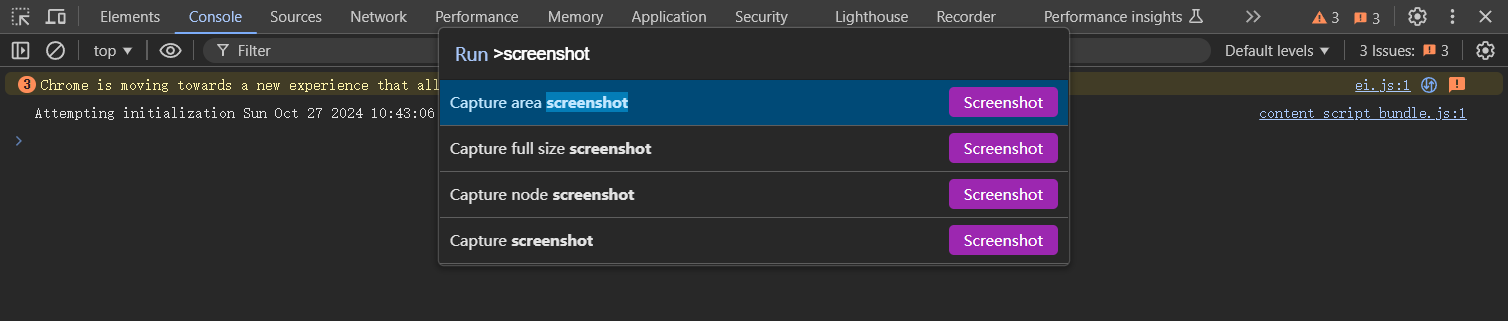 Elements Console Sources Network Performance Memory Application Security Lighthouse Recorder Performance insights 3 3
top Filter Default levels 3 Issues: 3
Run >screenshot
3 Chrome is moving towards a new experience that all ei.js:1
Capture area screenshot Screenshot
Attempting initialization Sun Oct 27 2024 10:43:06 content script bundle.js:1
Capture full size screenshot Screenshot
Capture node screenshot Screenshot
Capture screenshot Screenshot